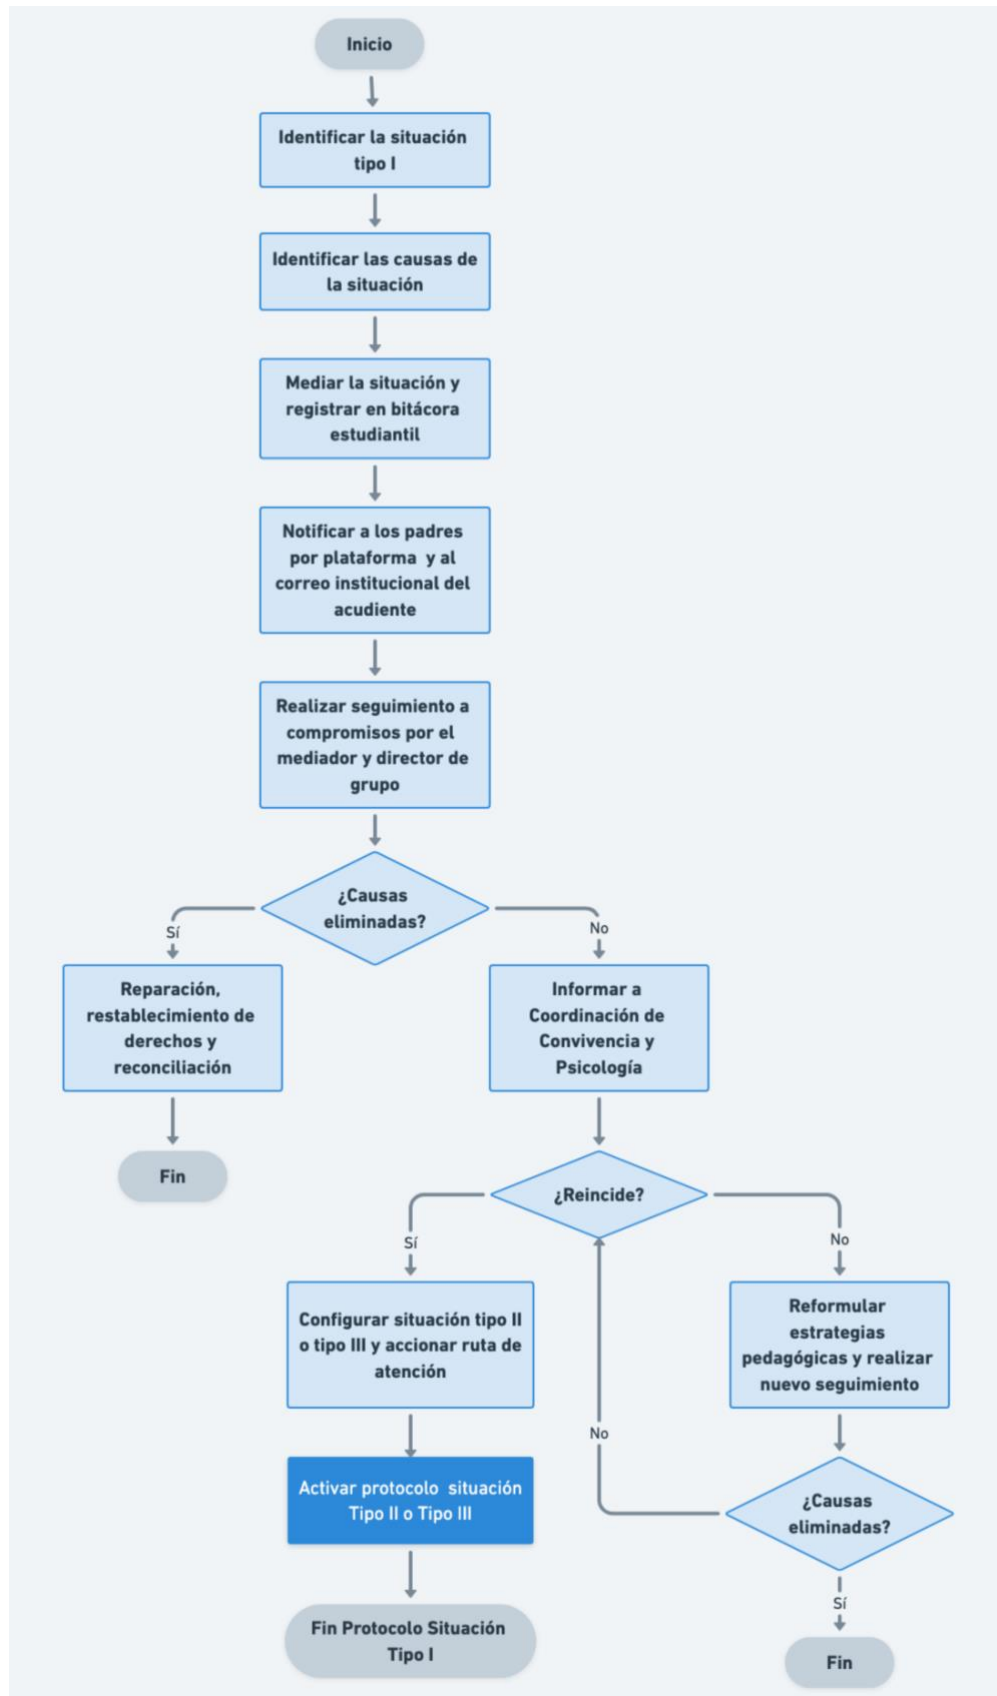 Inicio
Identificar la situación
tipo I
Identificar las causas de
la situación
Mediar la situación y
registrar en bitácora
estudiantil
Notificar a los padres
por plataforma y al
correo institucional del
acudiente
Realizar seguimiento a
compromisos por el
mediador y director de
grupo
¿Causas
eliminadas?
Sí
No
Reparación,
restablecimiento de
derechos y
reconciliación
Informar a
Coordinación de
Convivencia y
Psicología
Fin
¿Reincide?
Sí
No
Configurar situación tipo II
o tipo III y accionar ruta de
atención
Reformular
estrategias
pedagógicas y realizar
nuevo seguimiento
No
Activar protocolo situación
Tipo II o Tipo III
¿Causas
eliminadas?
Sí
Fin Protocolo Situación
Tipo I
Fin